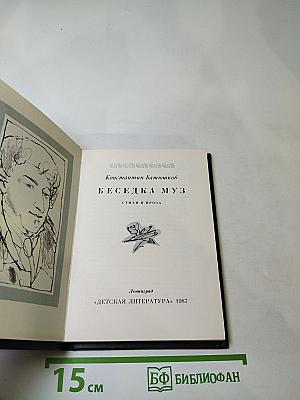 Константин Батюшков
БЕСЕДКА МУЗ
СТИХИ И ПРОЗА
Ленинград
«ДЕТСКАЯ ЛИТЕРАТУРА» 1987
15 см
БФ БИБЛИОФАН